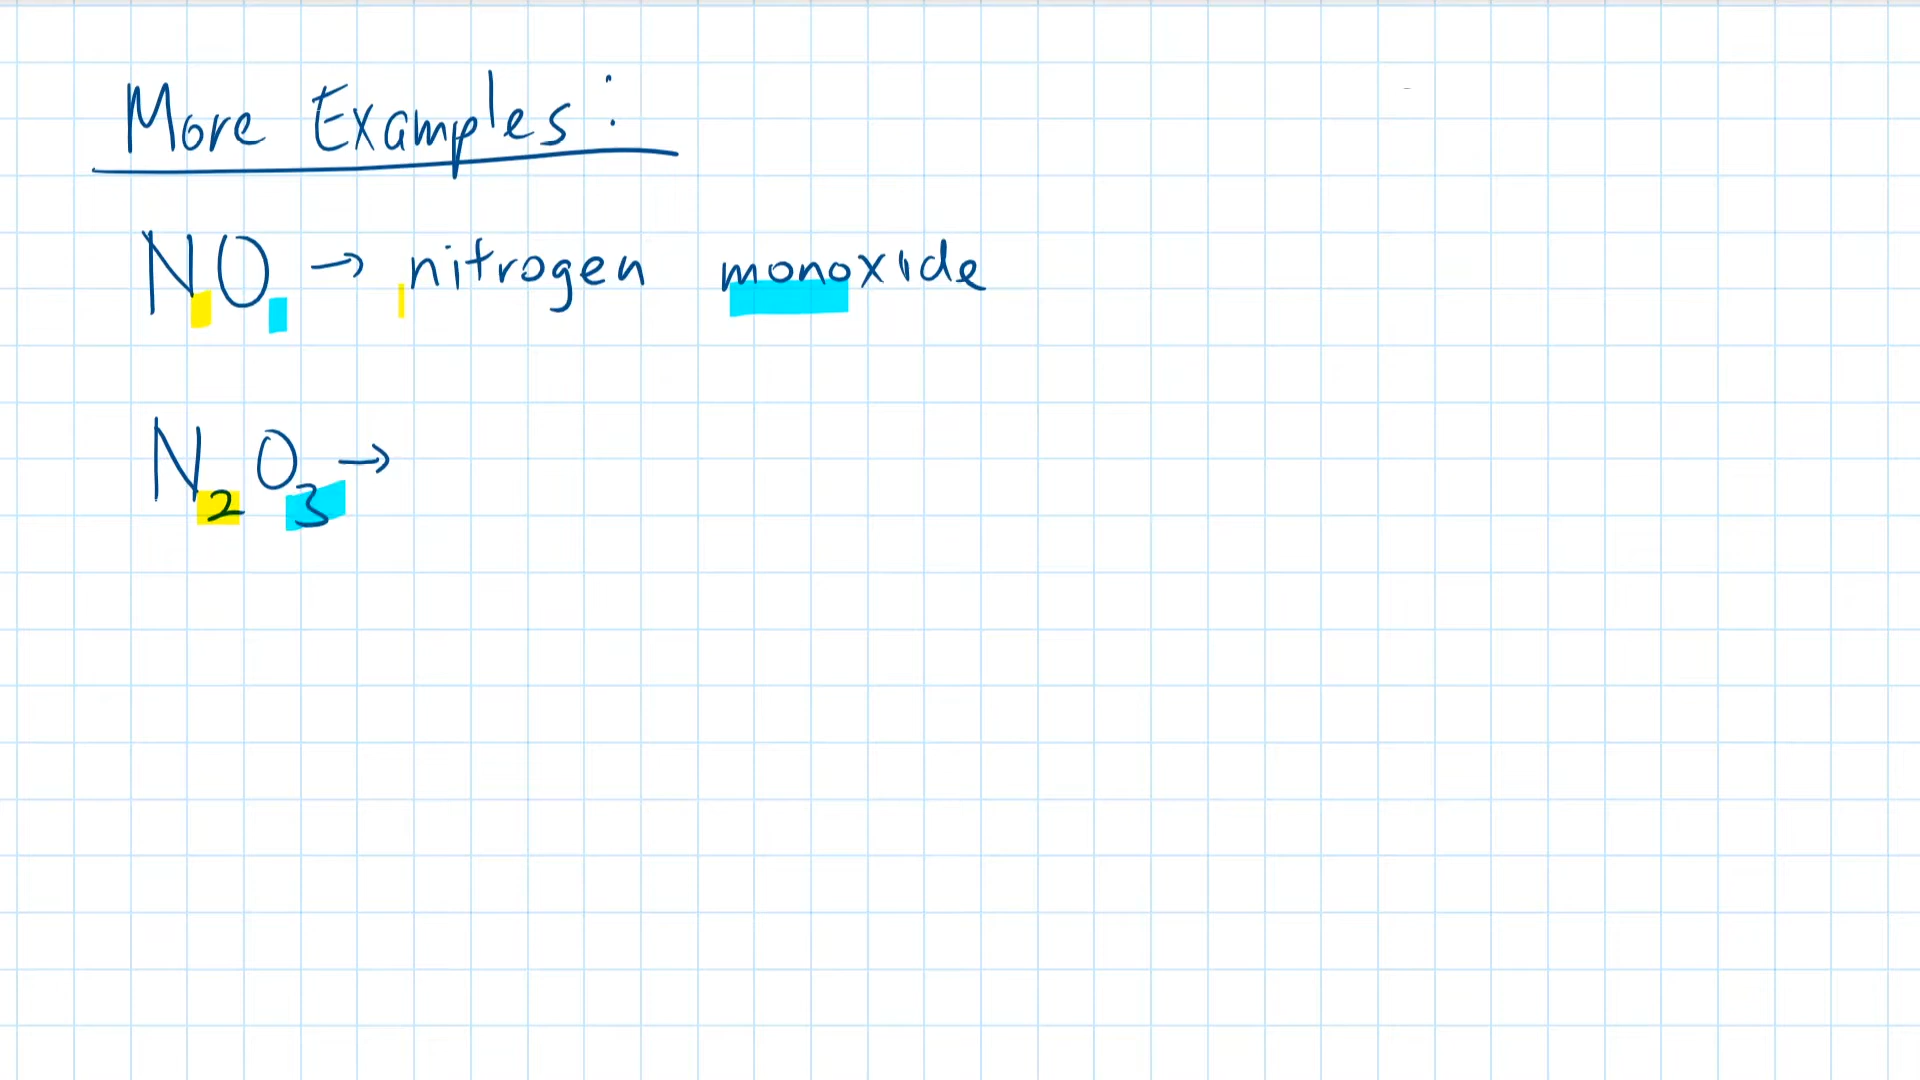 More Examples:
NO → nitrogen monoxide
N₂O₃ →